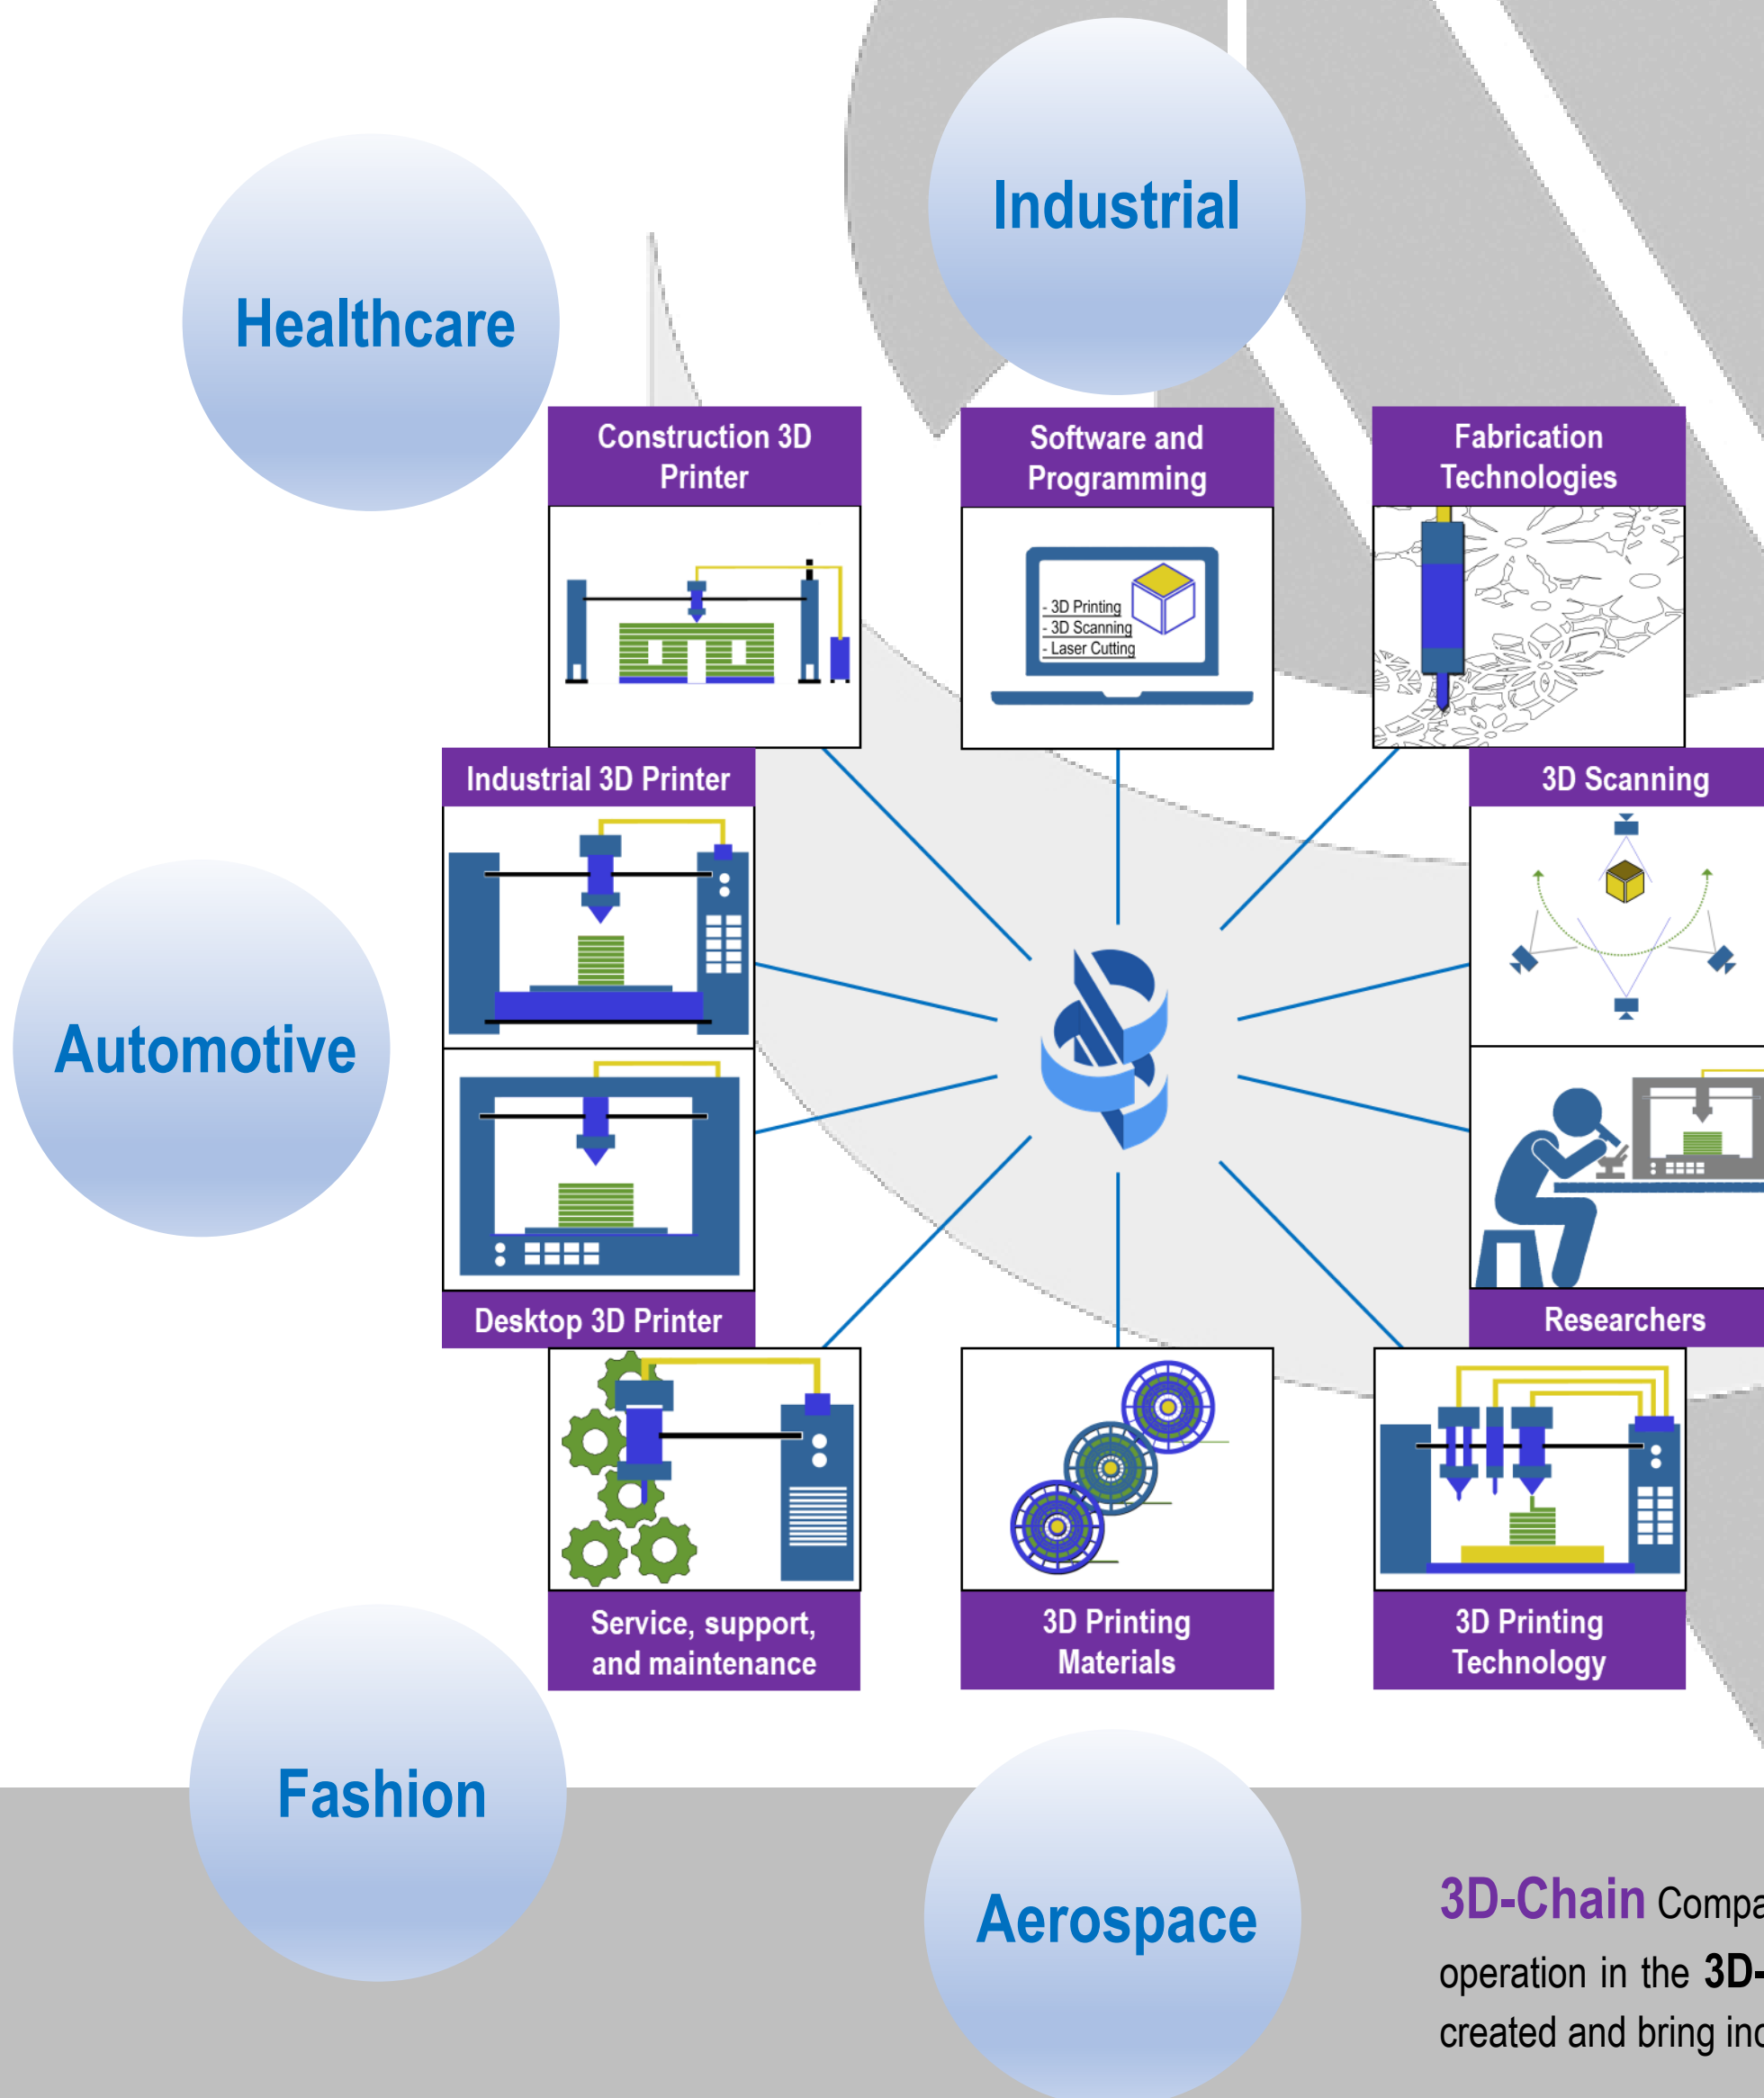 Industrial
Healthcare
Construction 3D
Printer
Software and
Programming
Fabrication
Technologies
- 3D Printing
- 3D Scanning
- Laser Cutting
Industrial 3D Printer
3D Scanning
Automotive
Desktop 3D Printer
Researchers
Service, support,
and maintenance
3D Printing
Materials
3D Printing
Technology
Fashion
Aerospace
3D-Chain
operation in the 3D-
created and bring